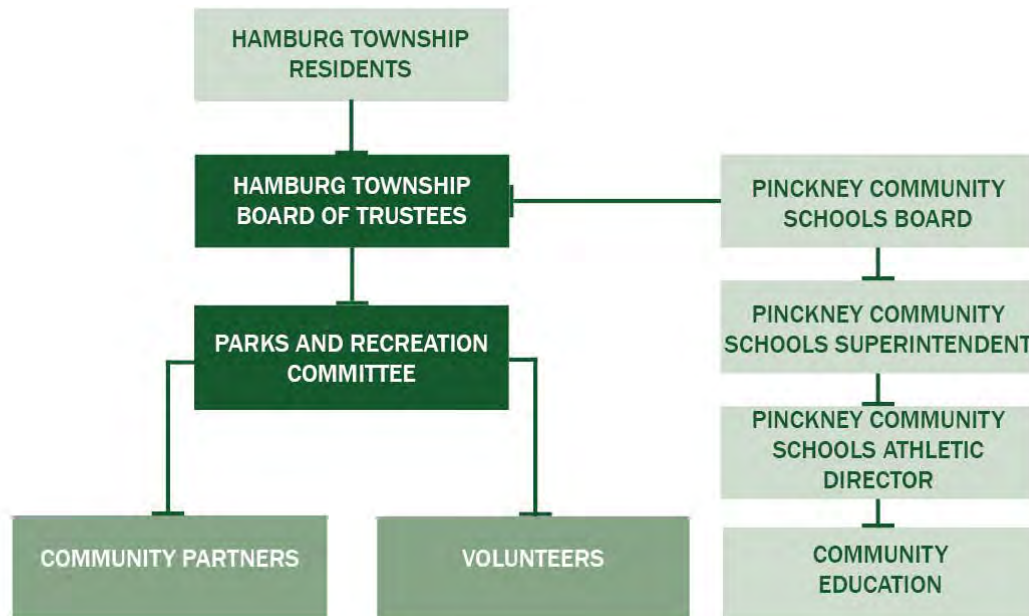 HAMBURG TOWNSHIP
RESIDENTS
HAMBURG TOWNSHIP
BOARD OF TRUSTEES
PINCKNEY COMMUNITY
SCHOOLS BOARD
PARKS AND RECREATION
COMMITTEE
PINCKNEY COMMUNITY
SCHOOLS SUPERINTENDENT
PINCKNEY COMMUNITY
SCHOOLS ATHLETIC
DIRECTOR
COMMUNITY PARTNERS
VOLUNTEERS
COMMUNITY
EDUCATION